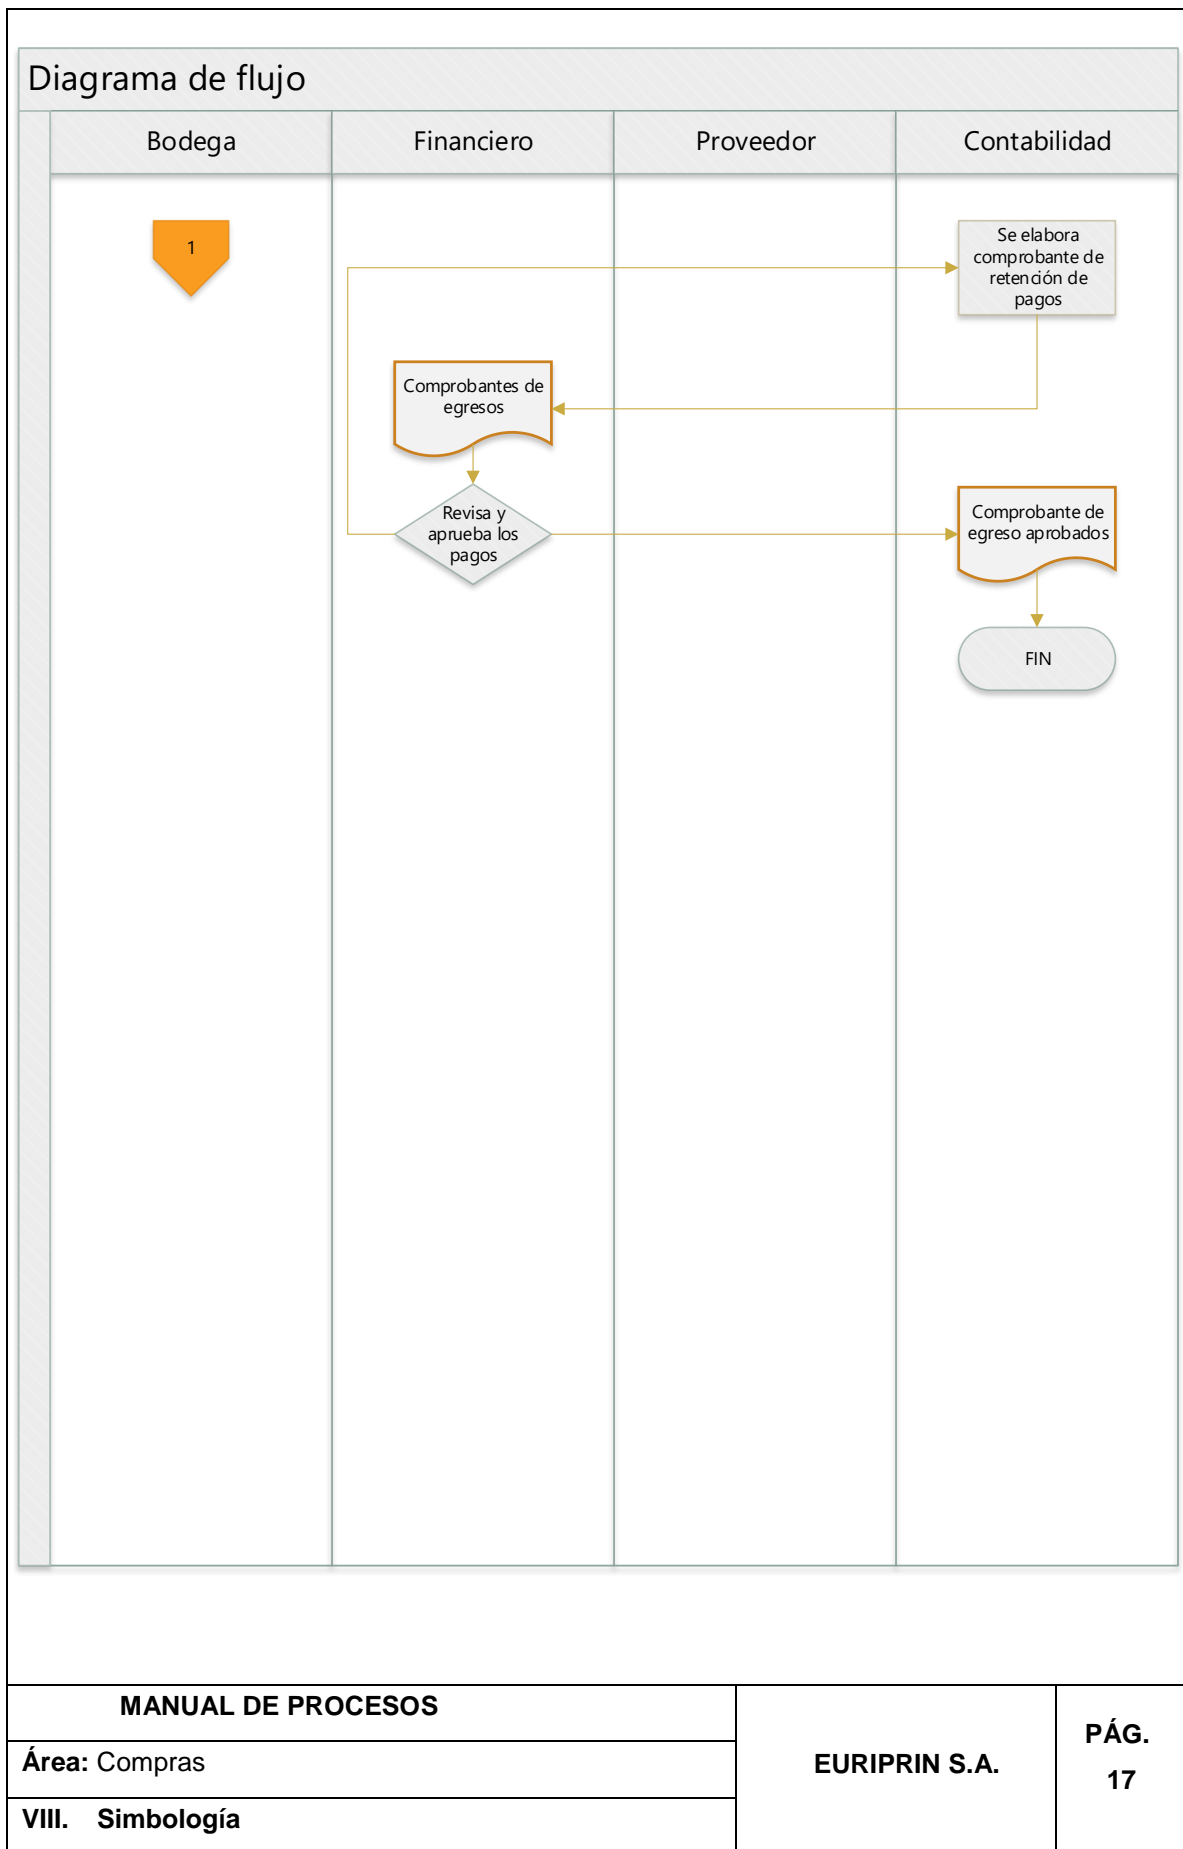 Diagrama de flujo
Bodega
Financiero
Proveedor
Contabilidad
1
Se elabora
comprobante de
retención de
pagos
Comprobantes de
egresos
Revisa y
aprueba los
pagos
Comprobante de
egreso aprobados
FIN
MANUAL DE PROCESOS
Área: Compras
VIII. Simbología
EURIPRIN S.A.
PÁG.
17